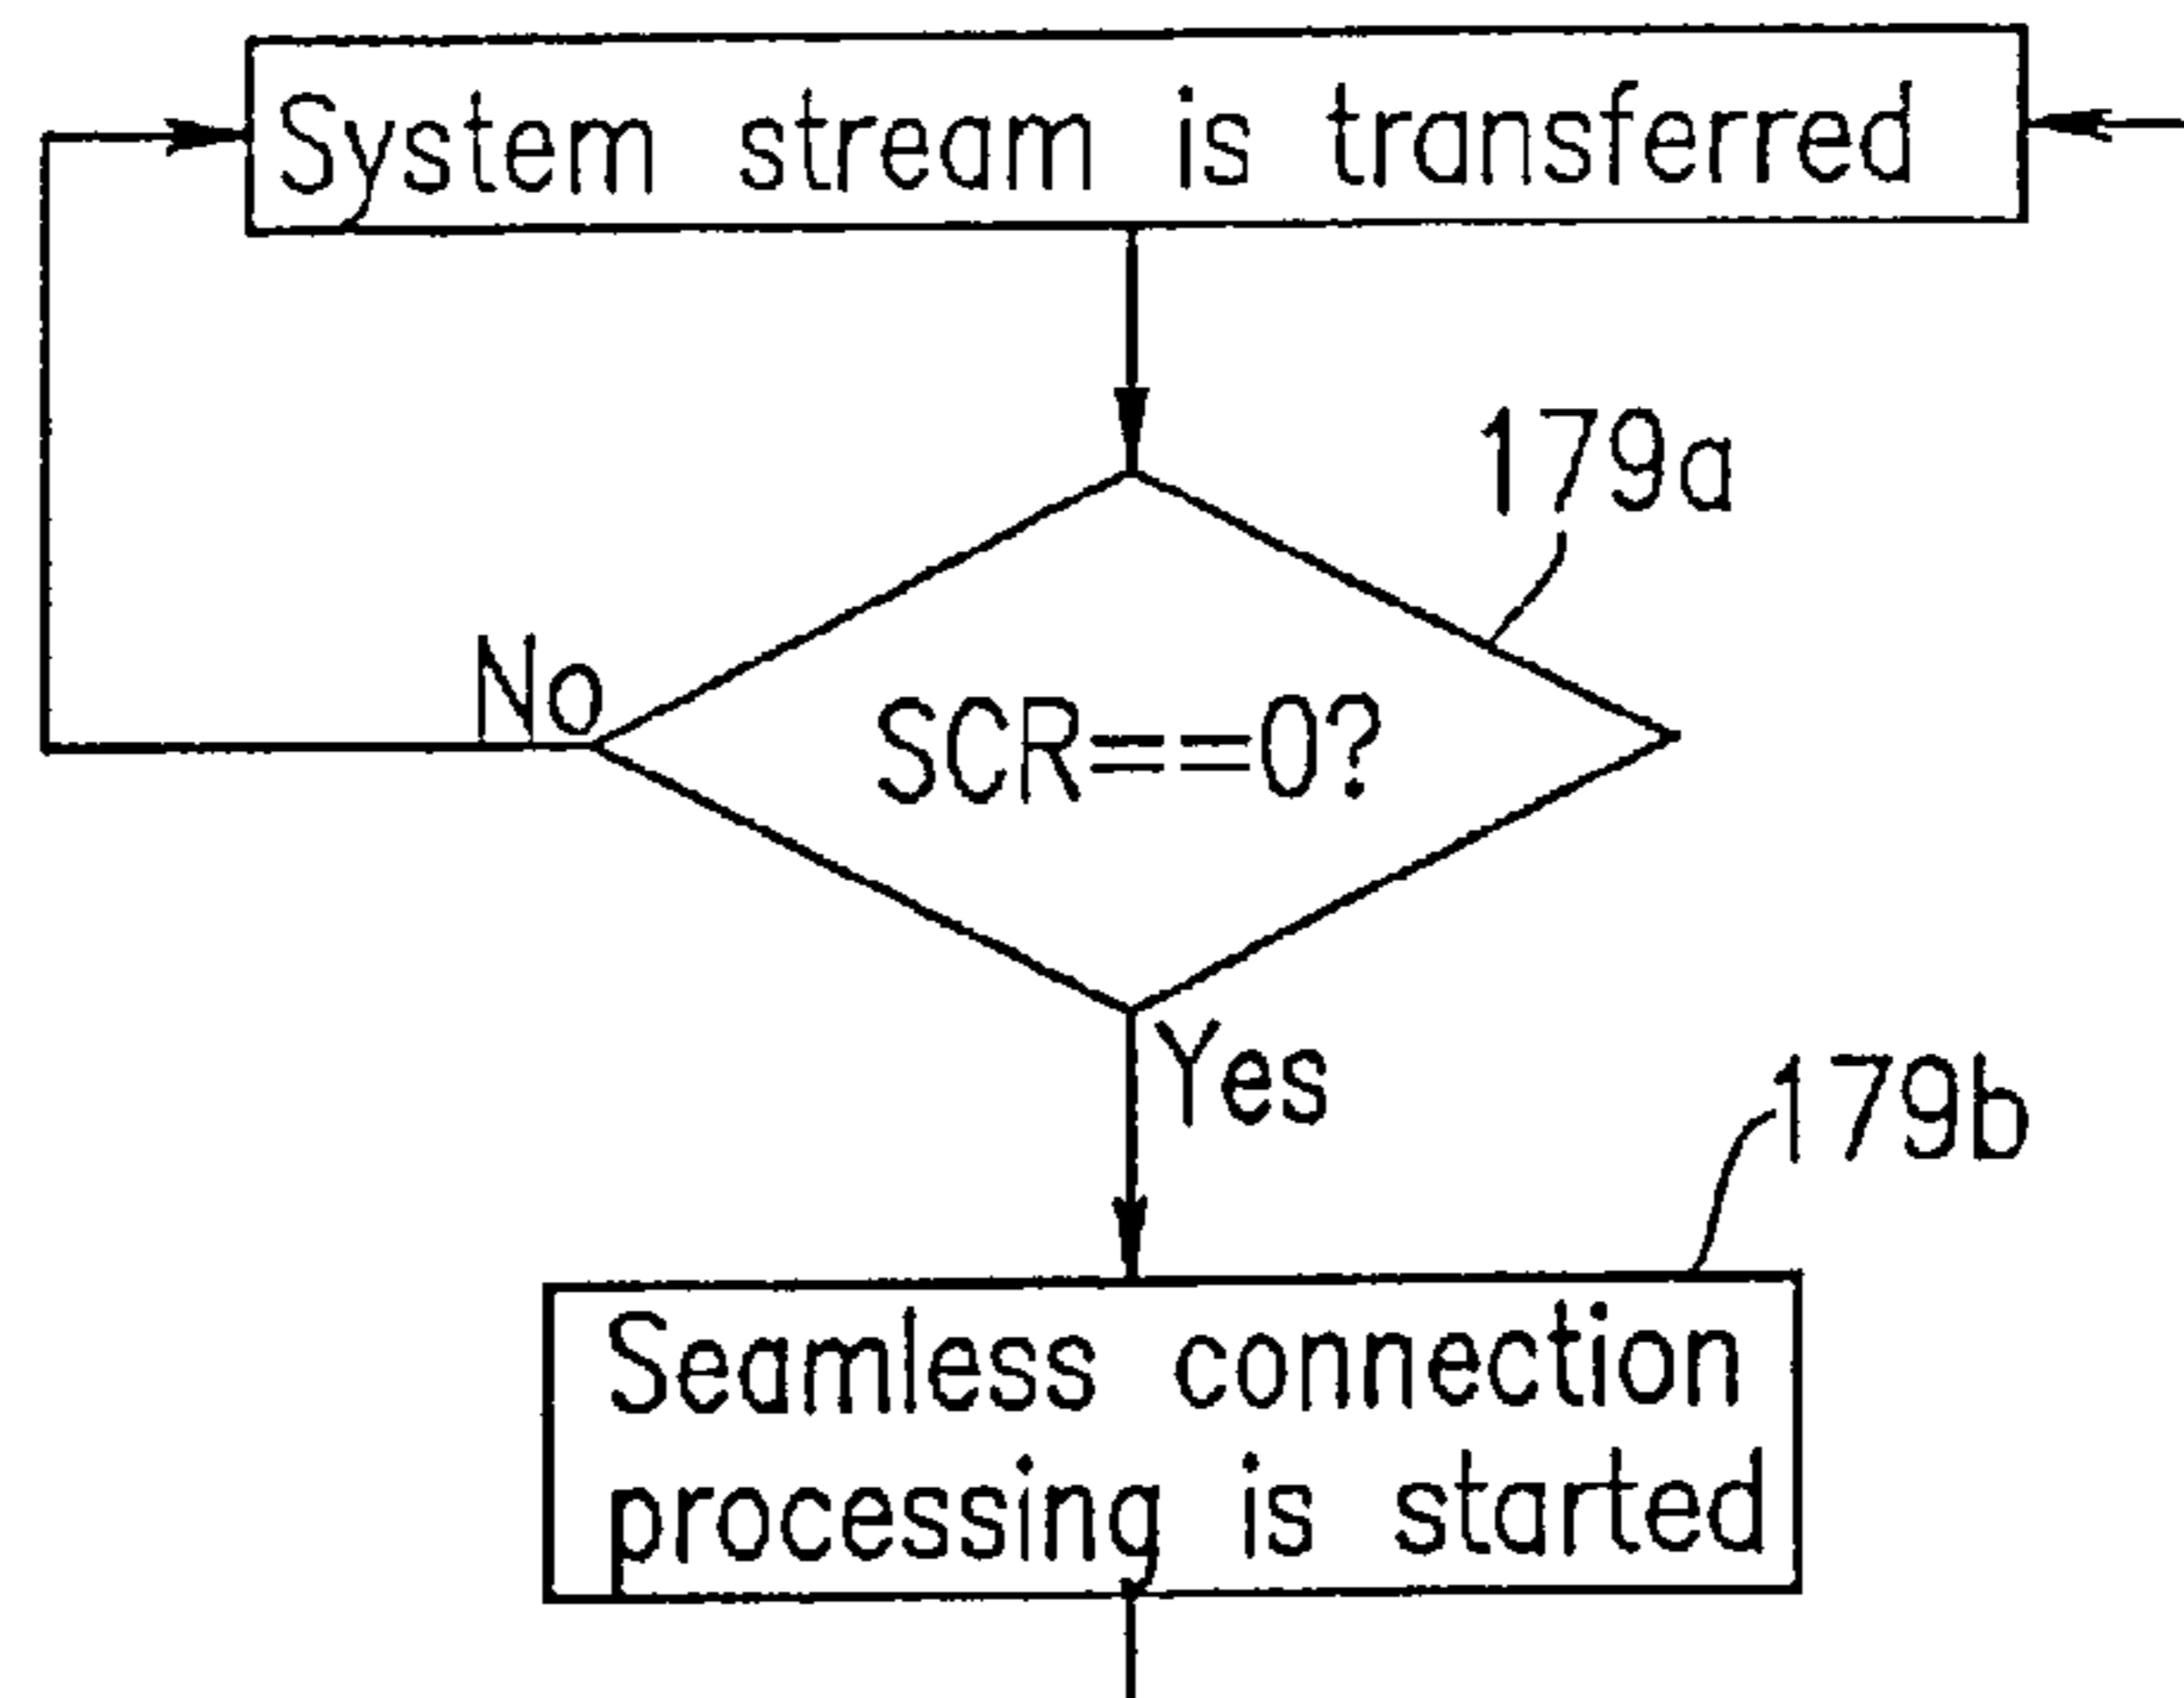 System stream is transferred
179a
No
SCR==0?
Yes
179b
Seamless connection
processing is started